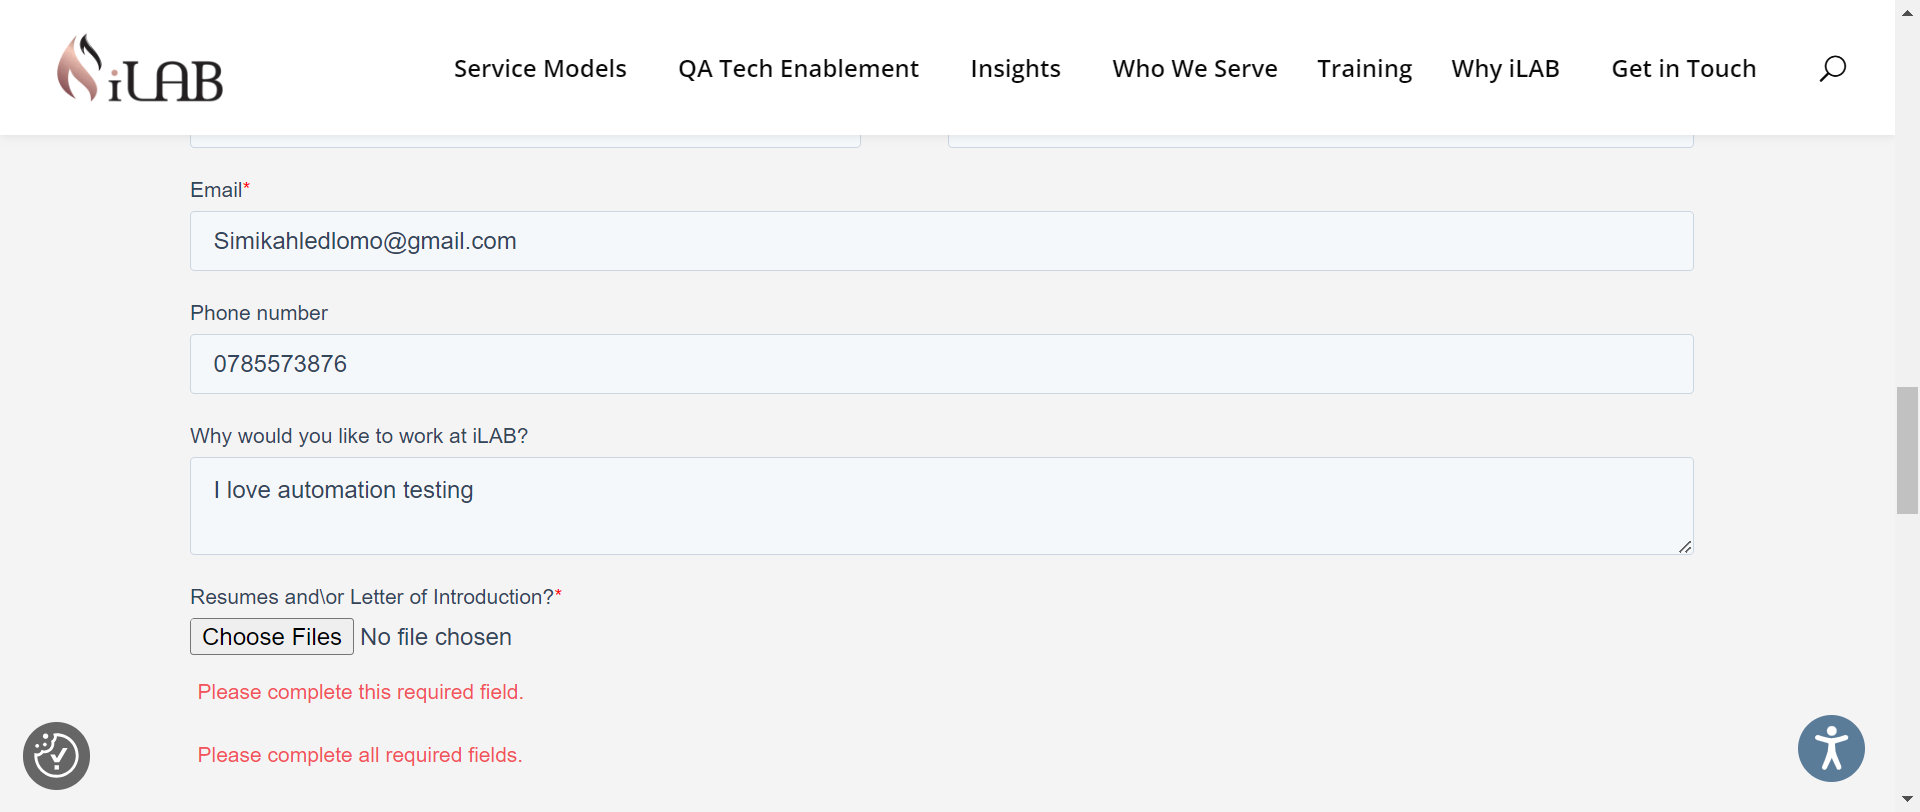 iLAB
Service Models QA Tech Enablement Insights Who We Serve Training Why iLAB Get in Touch
Email*
Simikahledlomo@gmail.com
Phone number
0785573876
Why would you like to work at iLAB?
I love automation testing
Resumes and\or Letter of Introduction?*
Choose Files No file chosen
Please complete this required field.
Please complete all required fields.